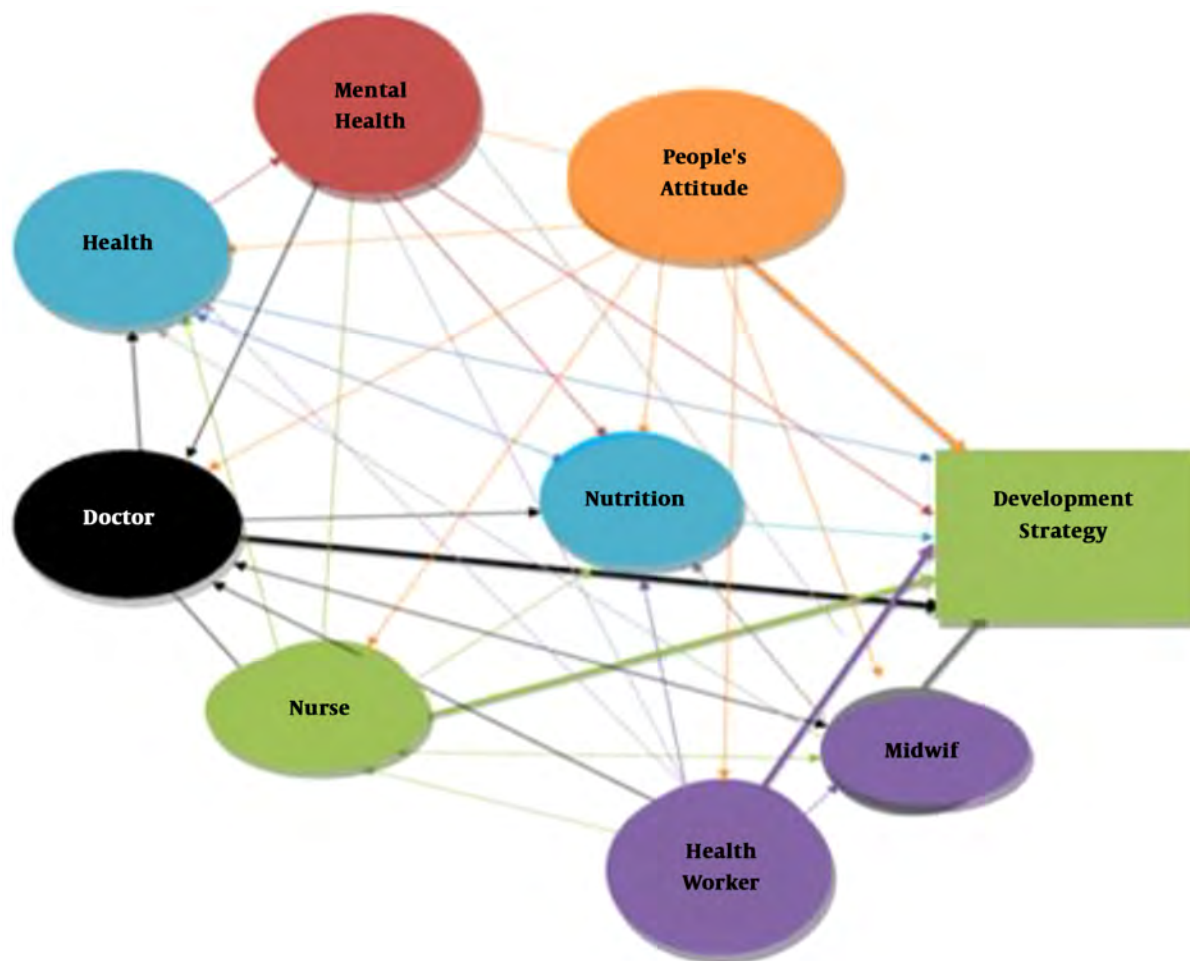 Mental
Health
People's
Attitude
Health
Nutrition
Development
Strategy
Doctor
Nurse
Midwif
Health
Worker